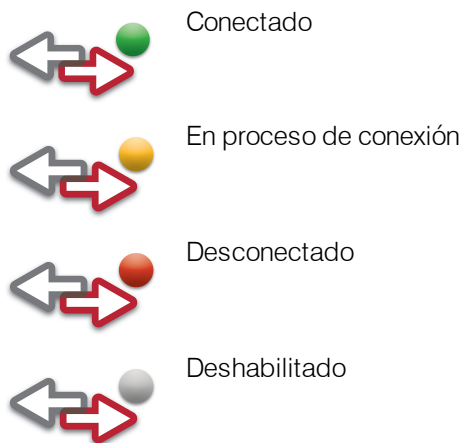 Conectado
En proceso de conexión
Desconectado
Deshabilitado